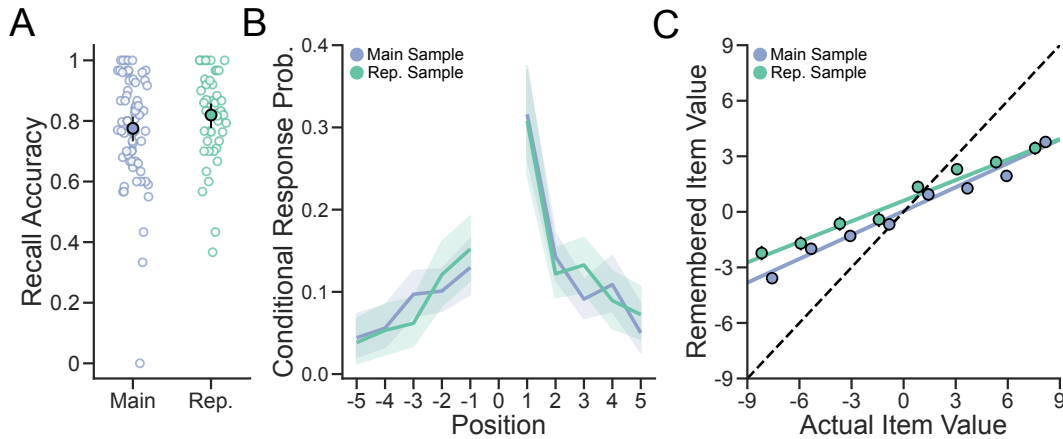 A
Recall Accuracy
1
0.8
0.6
0.4
0.2
0
Main
Rep.
B
Conditional Response Prob.
0.4
0.3
0.2
0.1
0.0
Main Sample
Rep. Sample
-5 -4 -3 -2 -1 0 1 2 3 4 5
Position
C
Remembered Item Value
9
6
3
0
-3
-6
-9
Main Sample
Rep. Sample
-9 -6 -3 0 3 6 9
Actual Item Value